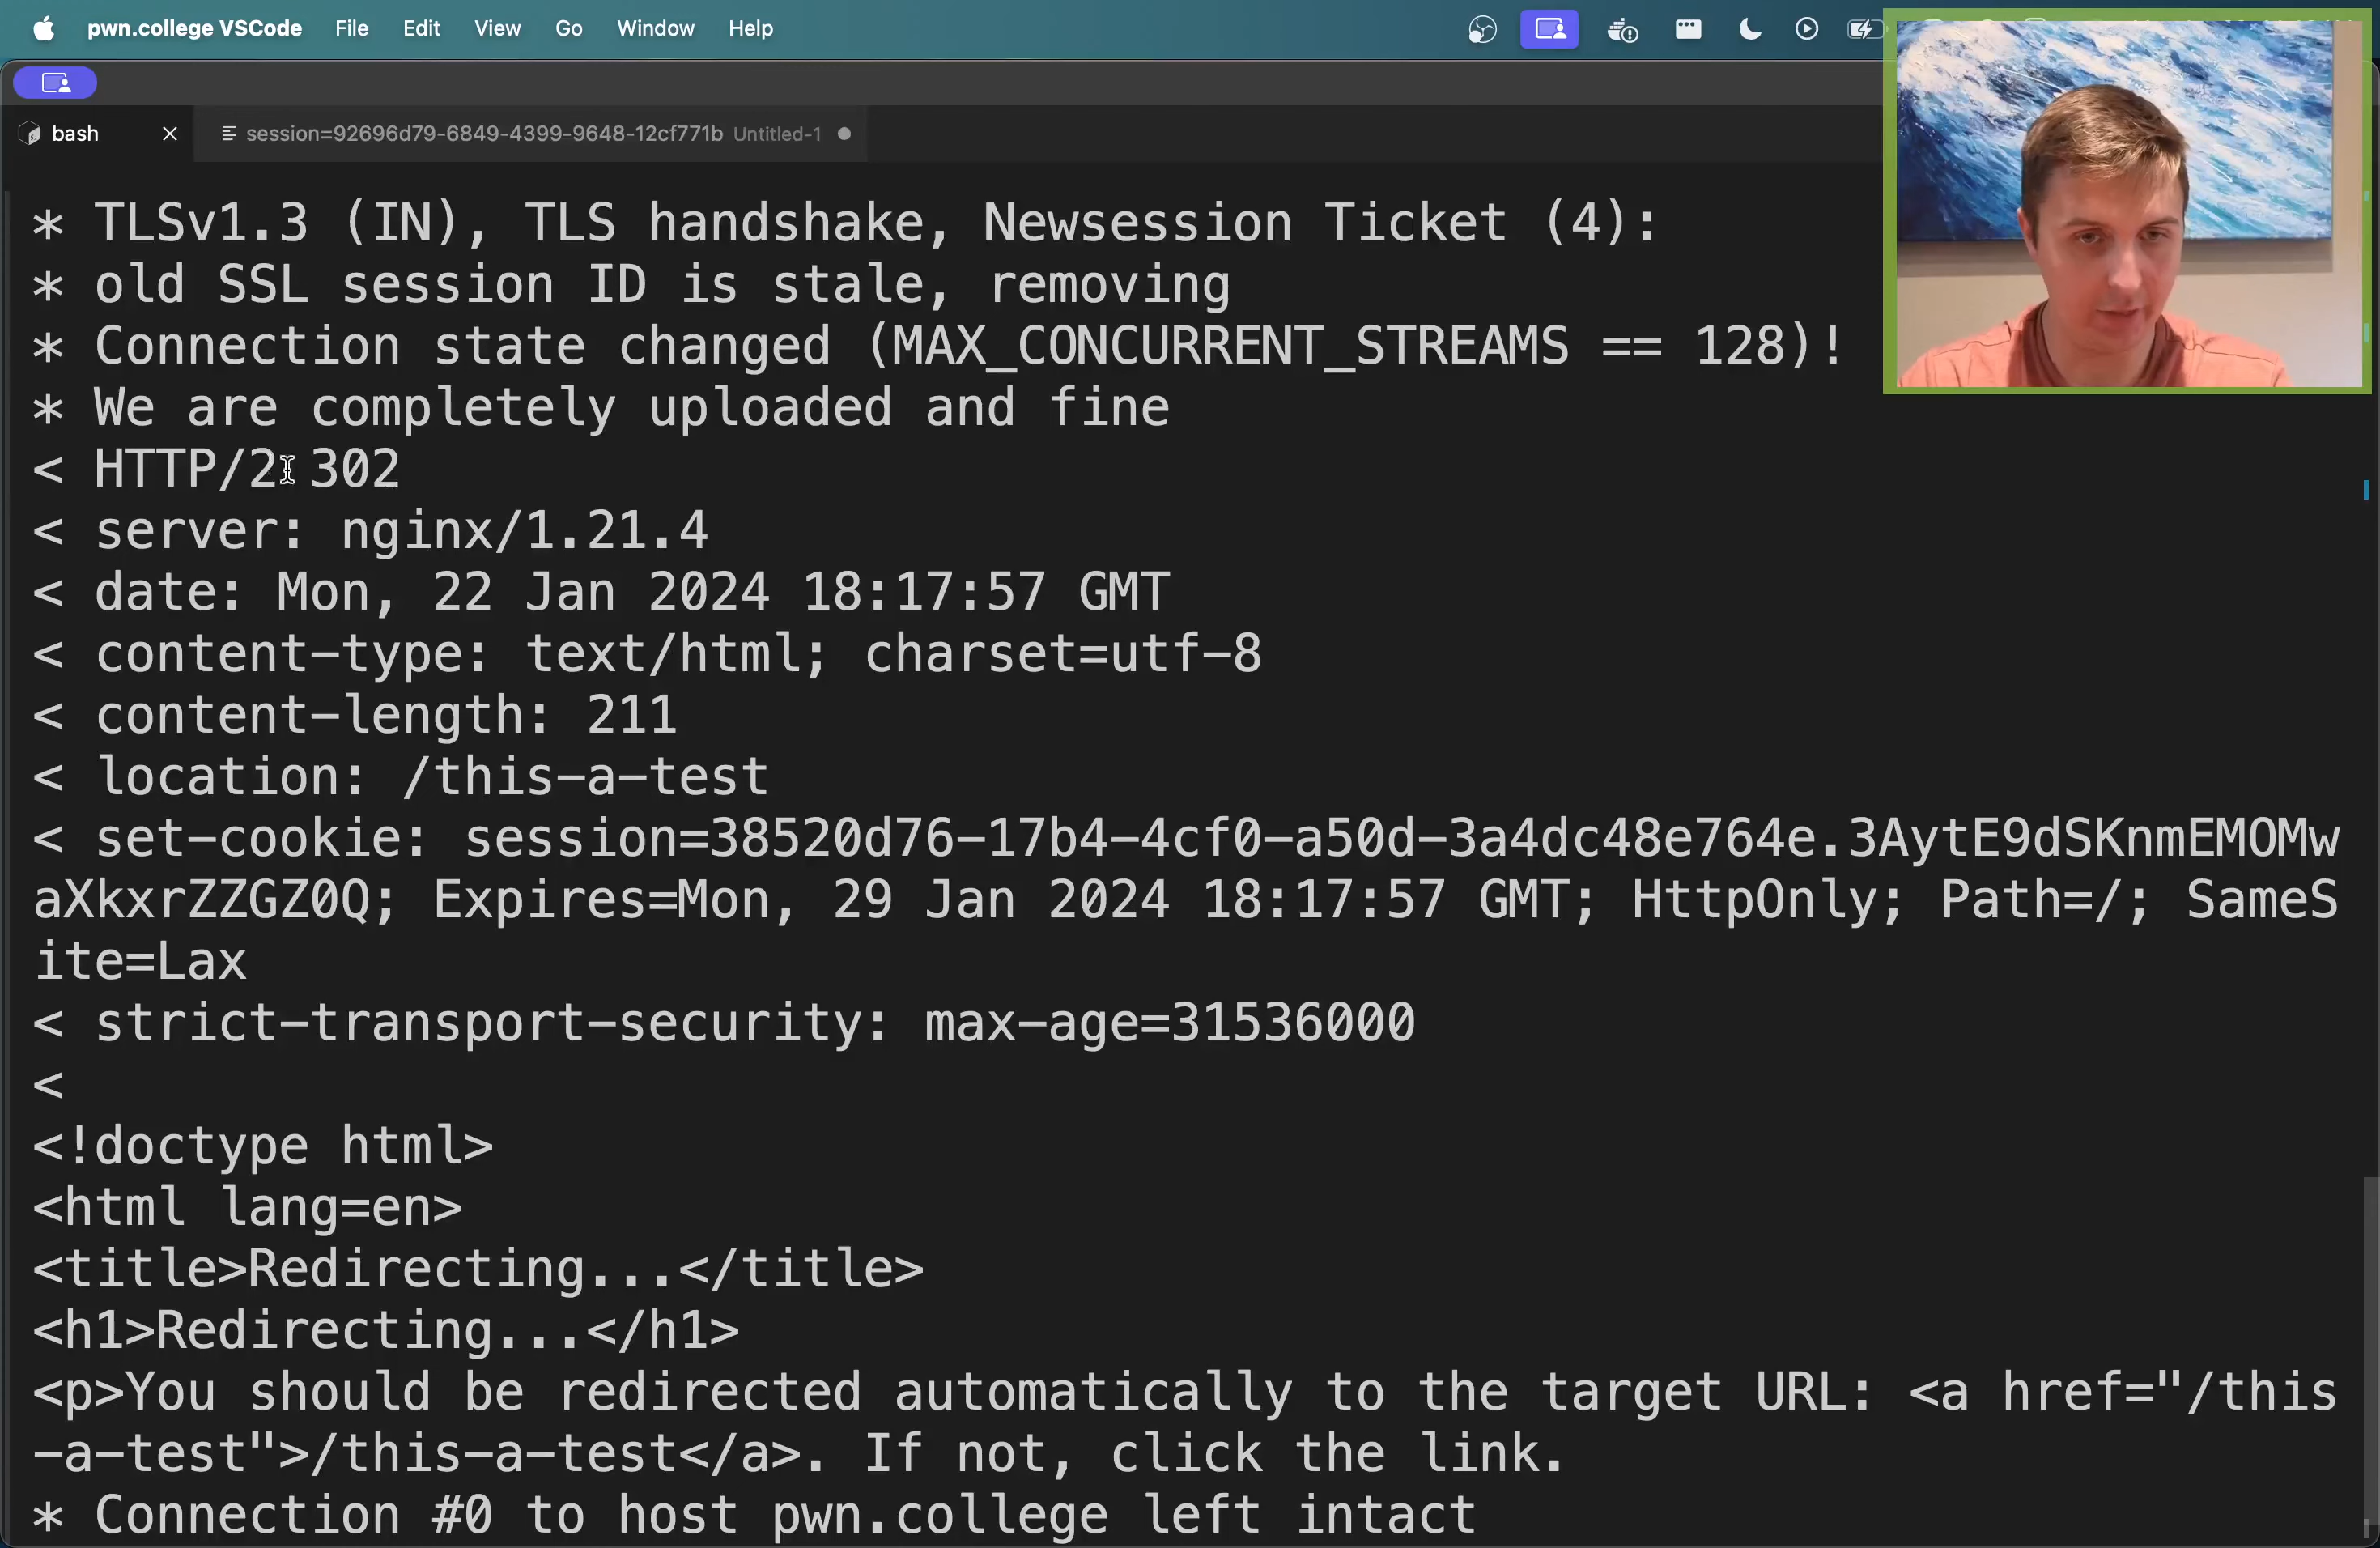 pwn.college VSCode File Edit View Go Window Help
bash session=92696d79-6849-4399-9648-12cf771b Untitled-1
* TLSv1.3 (IN), TLS handshake, Newsession Ticket (4):
* old SSL session ID is stale, removing
* Connection state changed (MAX_CONCURRENT_STREAMS == 128)!
* We are completely uploaded and fine
< HTTP/2 302
< server: nginx/1.21.4
< date: Mon, 22 Jan 2024 18:17:57 GMT
< content-type: text/html; charset=utf-8
< content-length: 211
< location: /this-a-test
< set-cookie: session=38520d76-17b4-4cf0-a50d-3a4dc48e764e.3AytE9dSKnmEMOMw
aXkxrZZGZ0Q; Expires=Mon, 29 Jan 2024 18:17:57 GMT; HttpOnly; Path=/; SameS
ite=Lax
< strict-transport-security: max-age=31536000
<
<!doctype html>
<html lang=en>
<title>Redirecting...</title>
<h1>Redirecting...</h1>
<p>You should be redirected automatically to the target URL: <a href="/this
-a-test">/this-a-test</a>. If not, click the link.
* Connection #0 to host pwn.college left intact